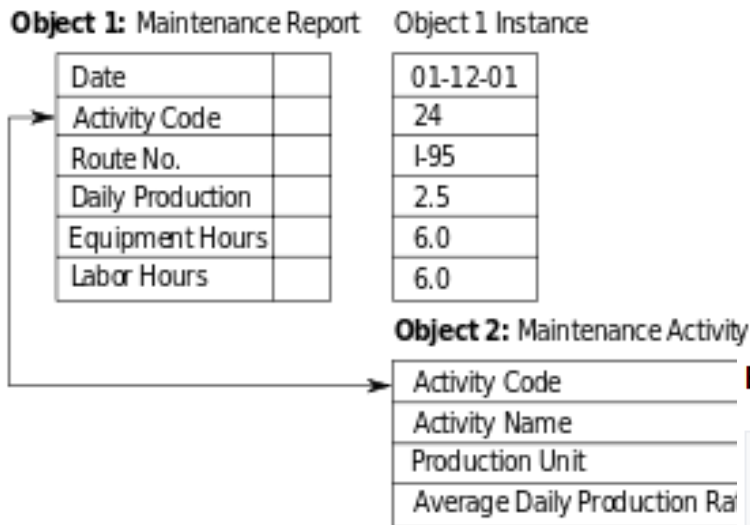 Object 1: Maintenance Report Object 1 Instance
Date 01-12-01
Activity Code 24
Route No. I-95
Daily Production 2.5
Equipment Hours 6.0
Labor Hours 6.0
Object 2: Maintenance Activity
Activity Code
Activity Name
Production Unit
Average Daily Production